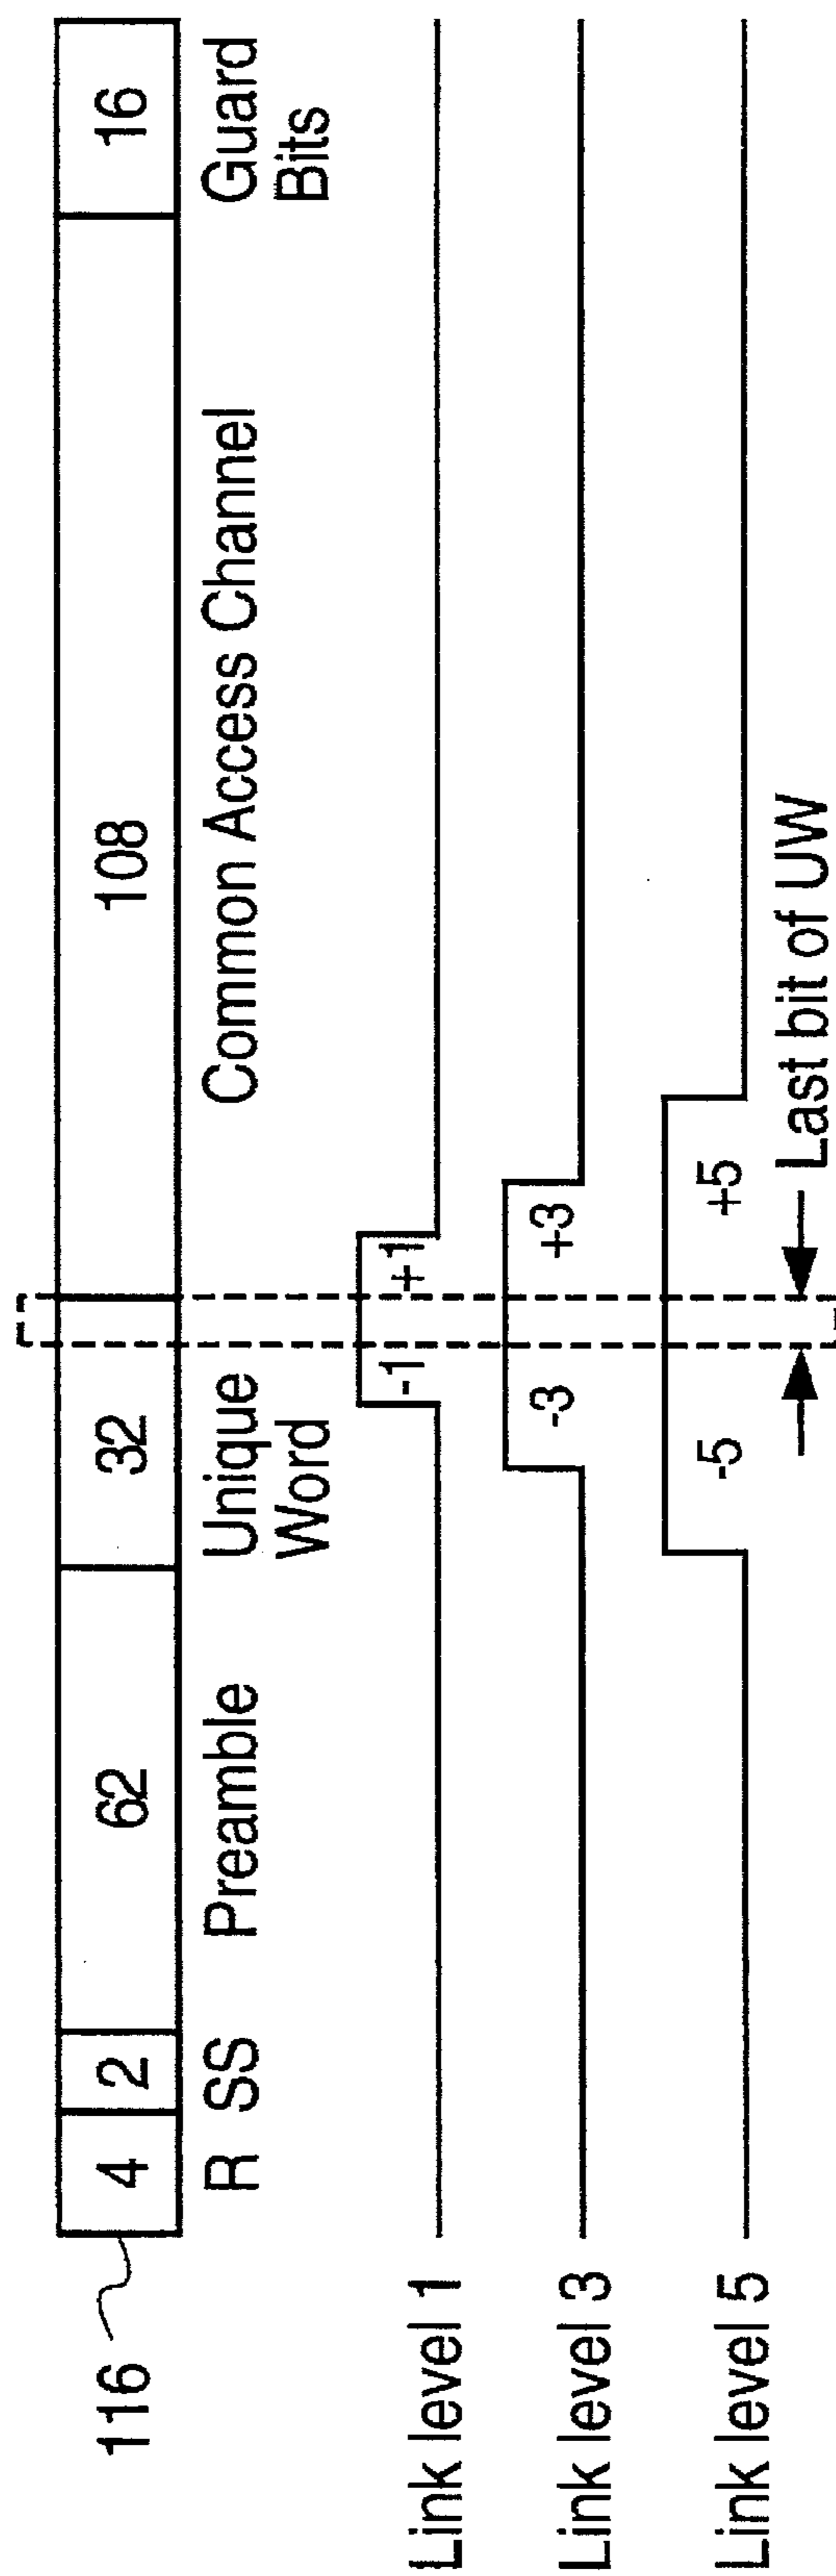 116
4 2 62 32 108 16
R SS Preamble Unique Word Common Access Channel Guard Bits
Link level 1
-1 +1
Link level 3
-3 +3
Link level 5
-5 +5
Last bit of UW